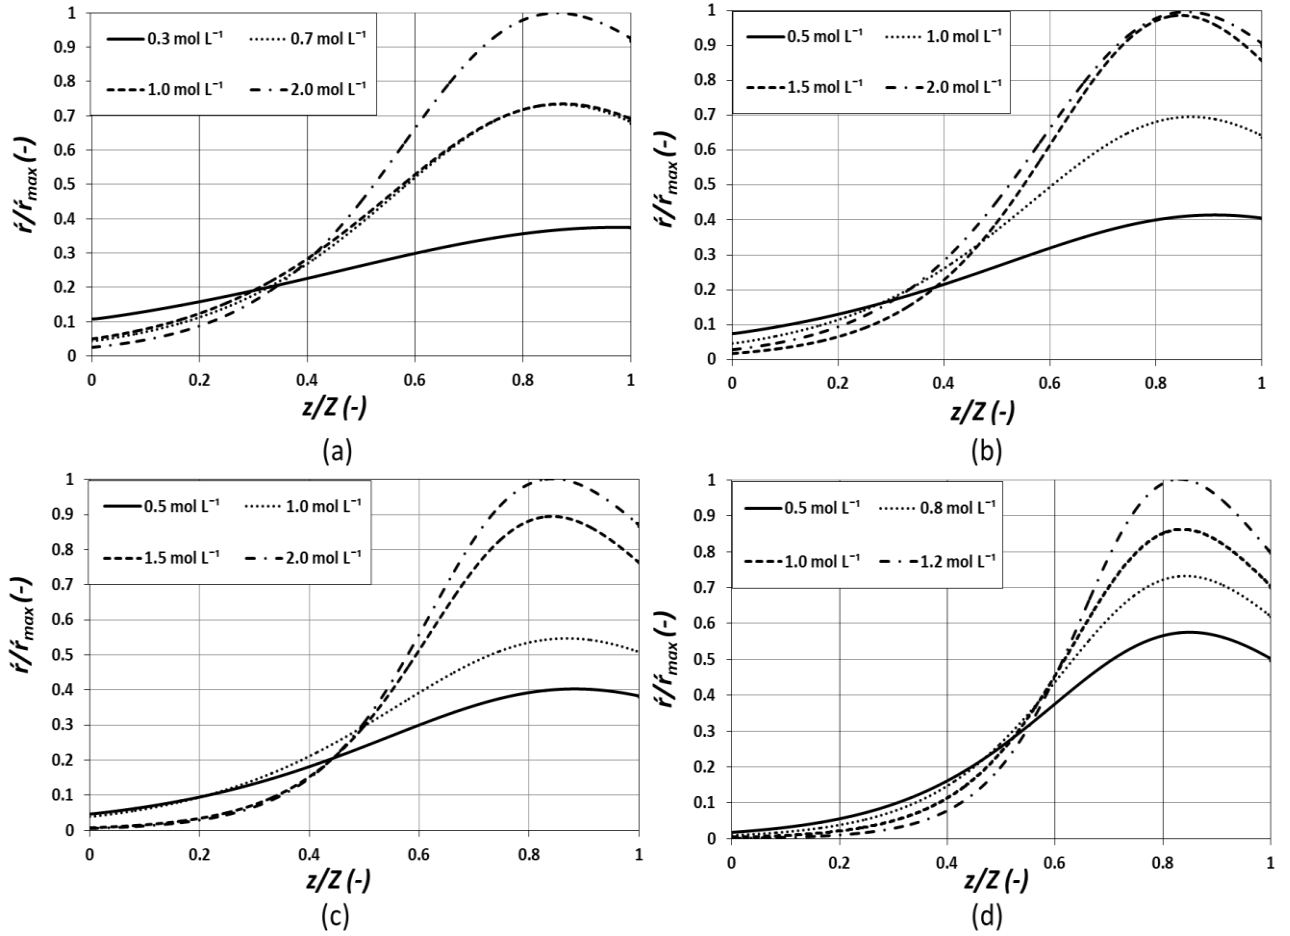 1
0.9
0.8
0.7
0.6
0.5
0.4
0.3
0.2
0.1
0
0.3 mol L⁻¹ 0.7 mol L⁻¹
1.0 mol L⁻¹ 2.0 mol L⁻¹
ŕ/ŕmax (-)
0 0.2 0.4 0.6 0.8 1
z/Z (-)
(a)
1
0.9
0.8
0.7
0.6
0.5
0.4
0.3
0.2
0.1
0
0.5 mol L⁻¹ 1.0 mol L⁻¹
1.5 mol L⁻¹ 2.0 mol L⁻¹
ŕ/ŕmax (-)
0 0.2 0.4 0.6 0.8 1
z/Z (-)
(b)
1
0.9
0.8
0.7
0.6
0.5
0.4
0.3
0.2
0.1
0
0.5 mol L⁻¹ 1.0 mol L⁻¹
1.5 mol L⁻¹ 2.0 mol L⁻¹
ŕ/ŕmax (-)
0 0.2 0.4 0.6 0.8 1
z/Z (-)
(c)
1
0.9
0.8
0.7
0.6
0.5
0.4
0.3
0.2
0.1
0
0.5 mol L⁻¹ 0.8 mol L⁻¹
1.0 mol L⁻¹ 1.2 mol L⁻¹
ŕ/ŕmax (-)
0 0.2 0.4 0.6 0.8 1
z/Z (-)
(d)